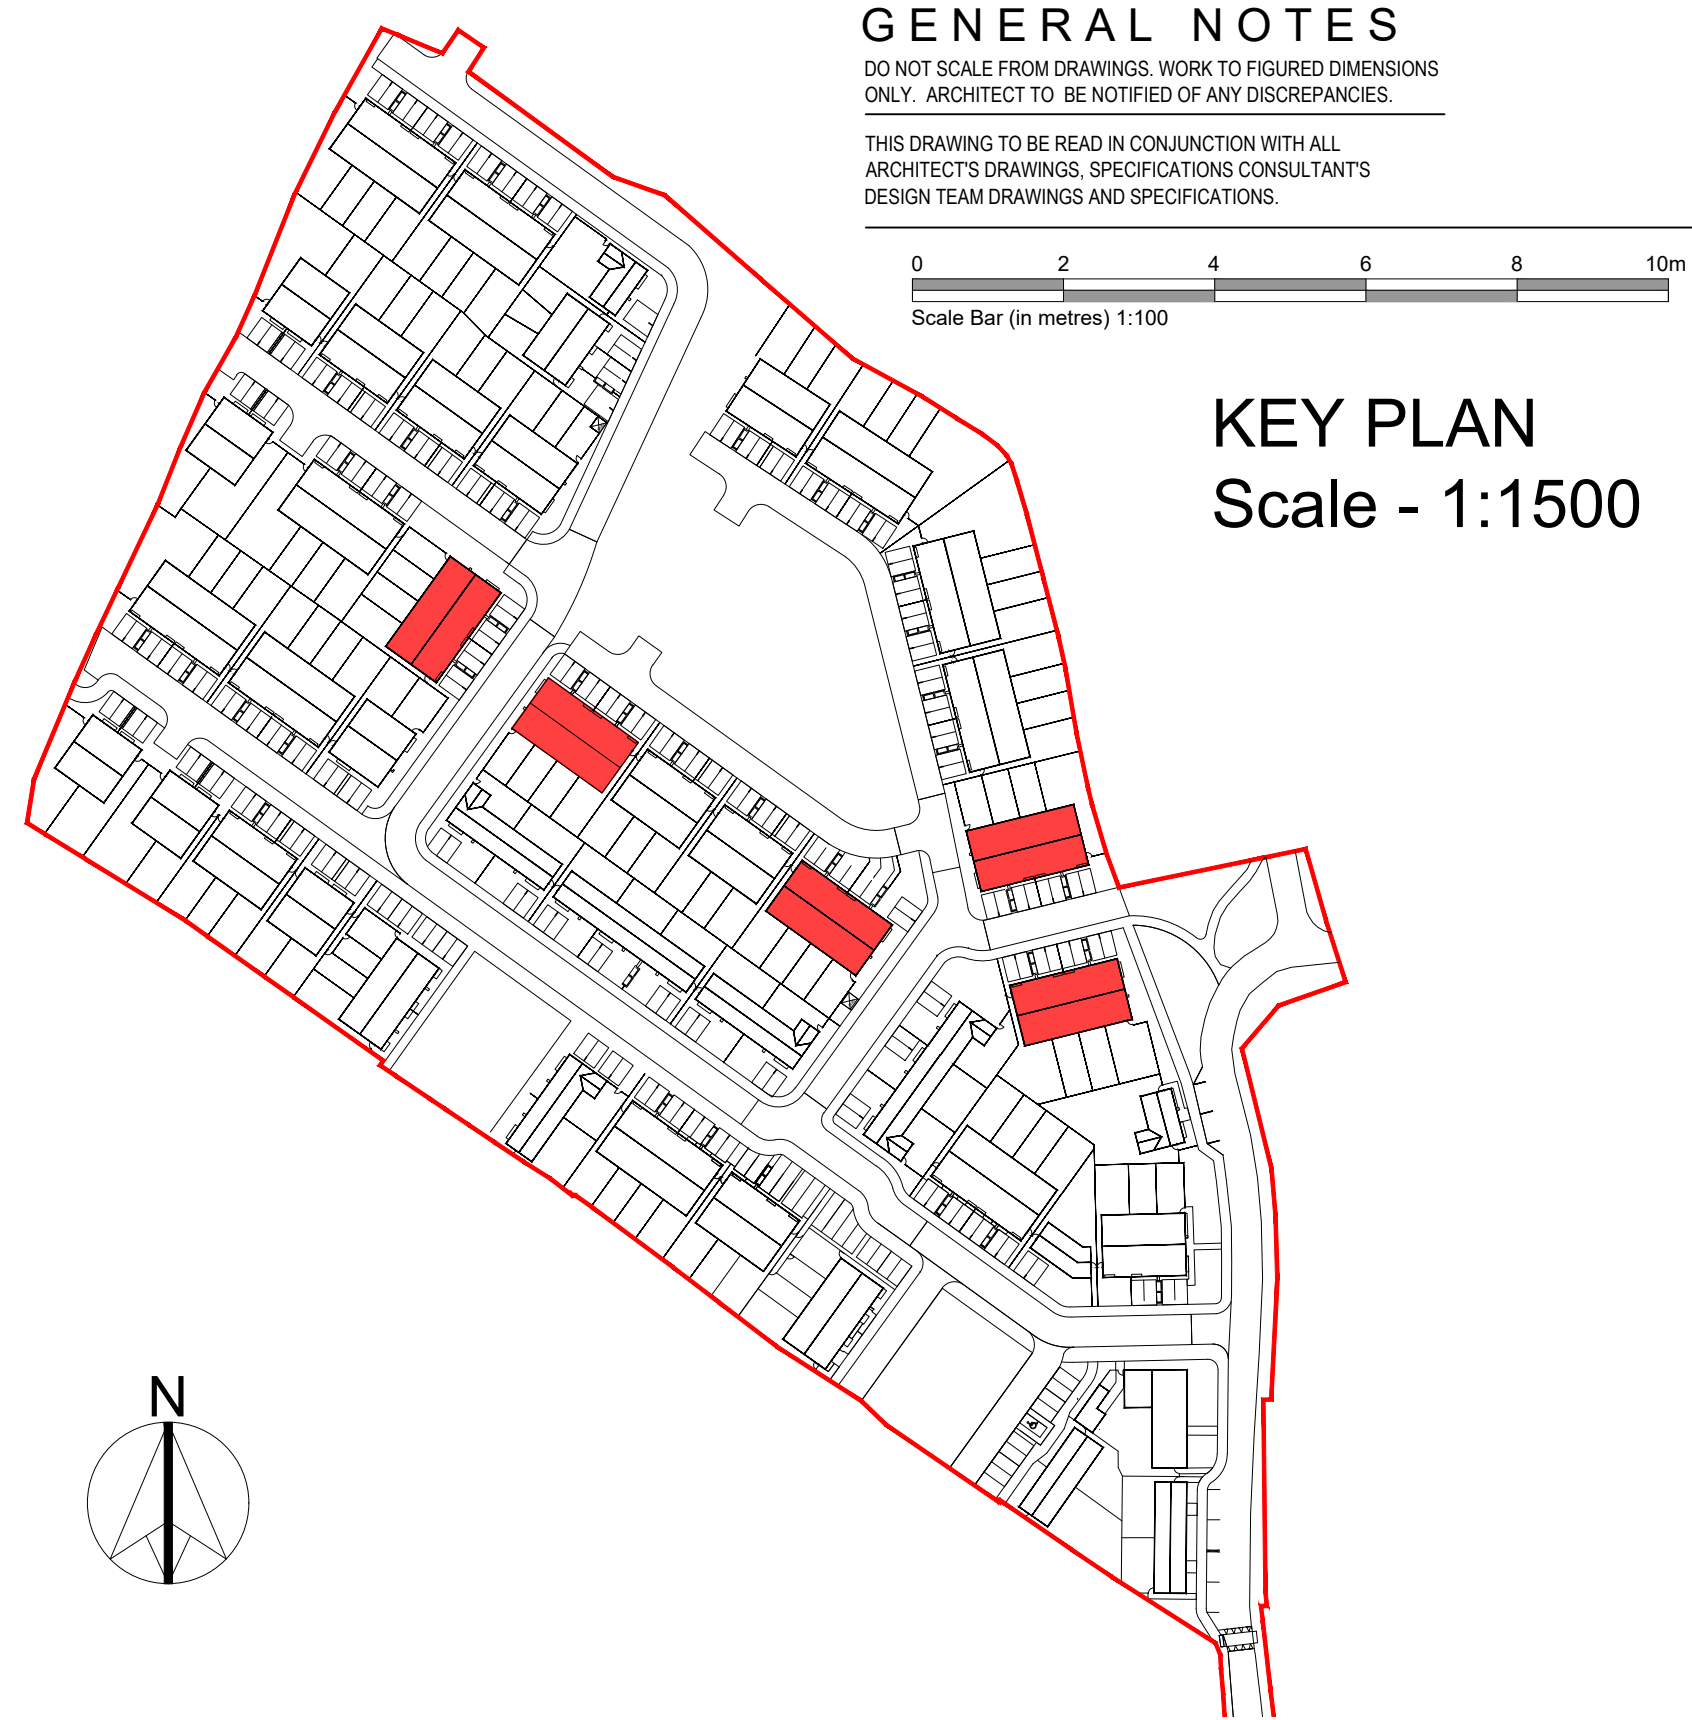 GENERAL NOTES
DO NOT SCALE FROM DRAWINGS. WORK TO FIGURED DIMENSIONS
ONLY. ARCHITECT TO BE NOTIFIED OF ANY DISCREPANCIES.
THIS DRAWING TO BE READ IN CONJUNCTION WITH ALL
ARCHITECT'S DRAWINGS, SPECIFICATIONS CONSULTANT'S
DESIGN TEAM DRAWINGS AND SPECIFICATIONS.
0 2 4 6 8 10m
Scale Bar (in metres) 1:100
KEY PLAN
Scale - 1:1500
N